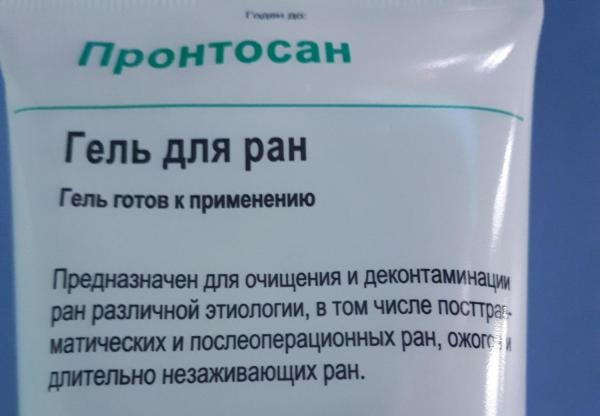 Годен до:
Пронтосан
Гель для ран
Гель готов к применению
Предназначен для очищения и деконтаминации
ран различной этиологии, в том числе посттрав-
матических и послеоперационных ран, ожогов и
длительно незаживающих ран.